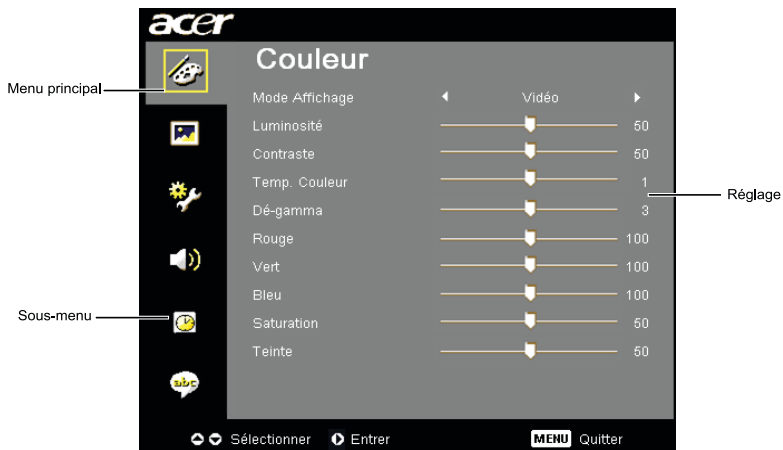 acer
Couleur
Menu principal
Mode Affichage Vidéo
Luminosité 50
Contraste 50
Temp. Couleur 1
Réglage
Dé-gamma 3
Rouge 100
Vert 100
Bleu 100
Sous-menu
Saturation 50
Teinte 50
abc
Sélectionner Entrer MENU Quitter